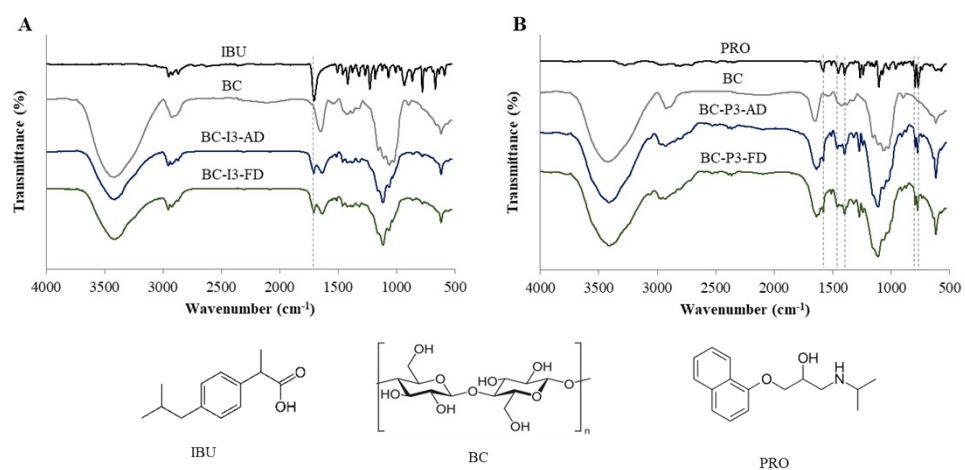 A
IBU
BC
BC-I3-AD
BC-I3-FD
Transmittance (%)
4000 3500 3000 2500 2000 1500 1000 500
Wavenumber (cm⁻¹)
B
PRO
BC
BC-P3-AD
BC-P3-FD
Transmittance (%)
4000 3500 3000 2500 2000 1500 1000 500
Wavenumber (cm⁻¹)
O
OH
IBU
OH
O
HO
OH
O
OH
HO
O
OH
O
n
BC
OH
O
H
N
PRO